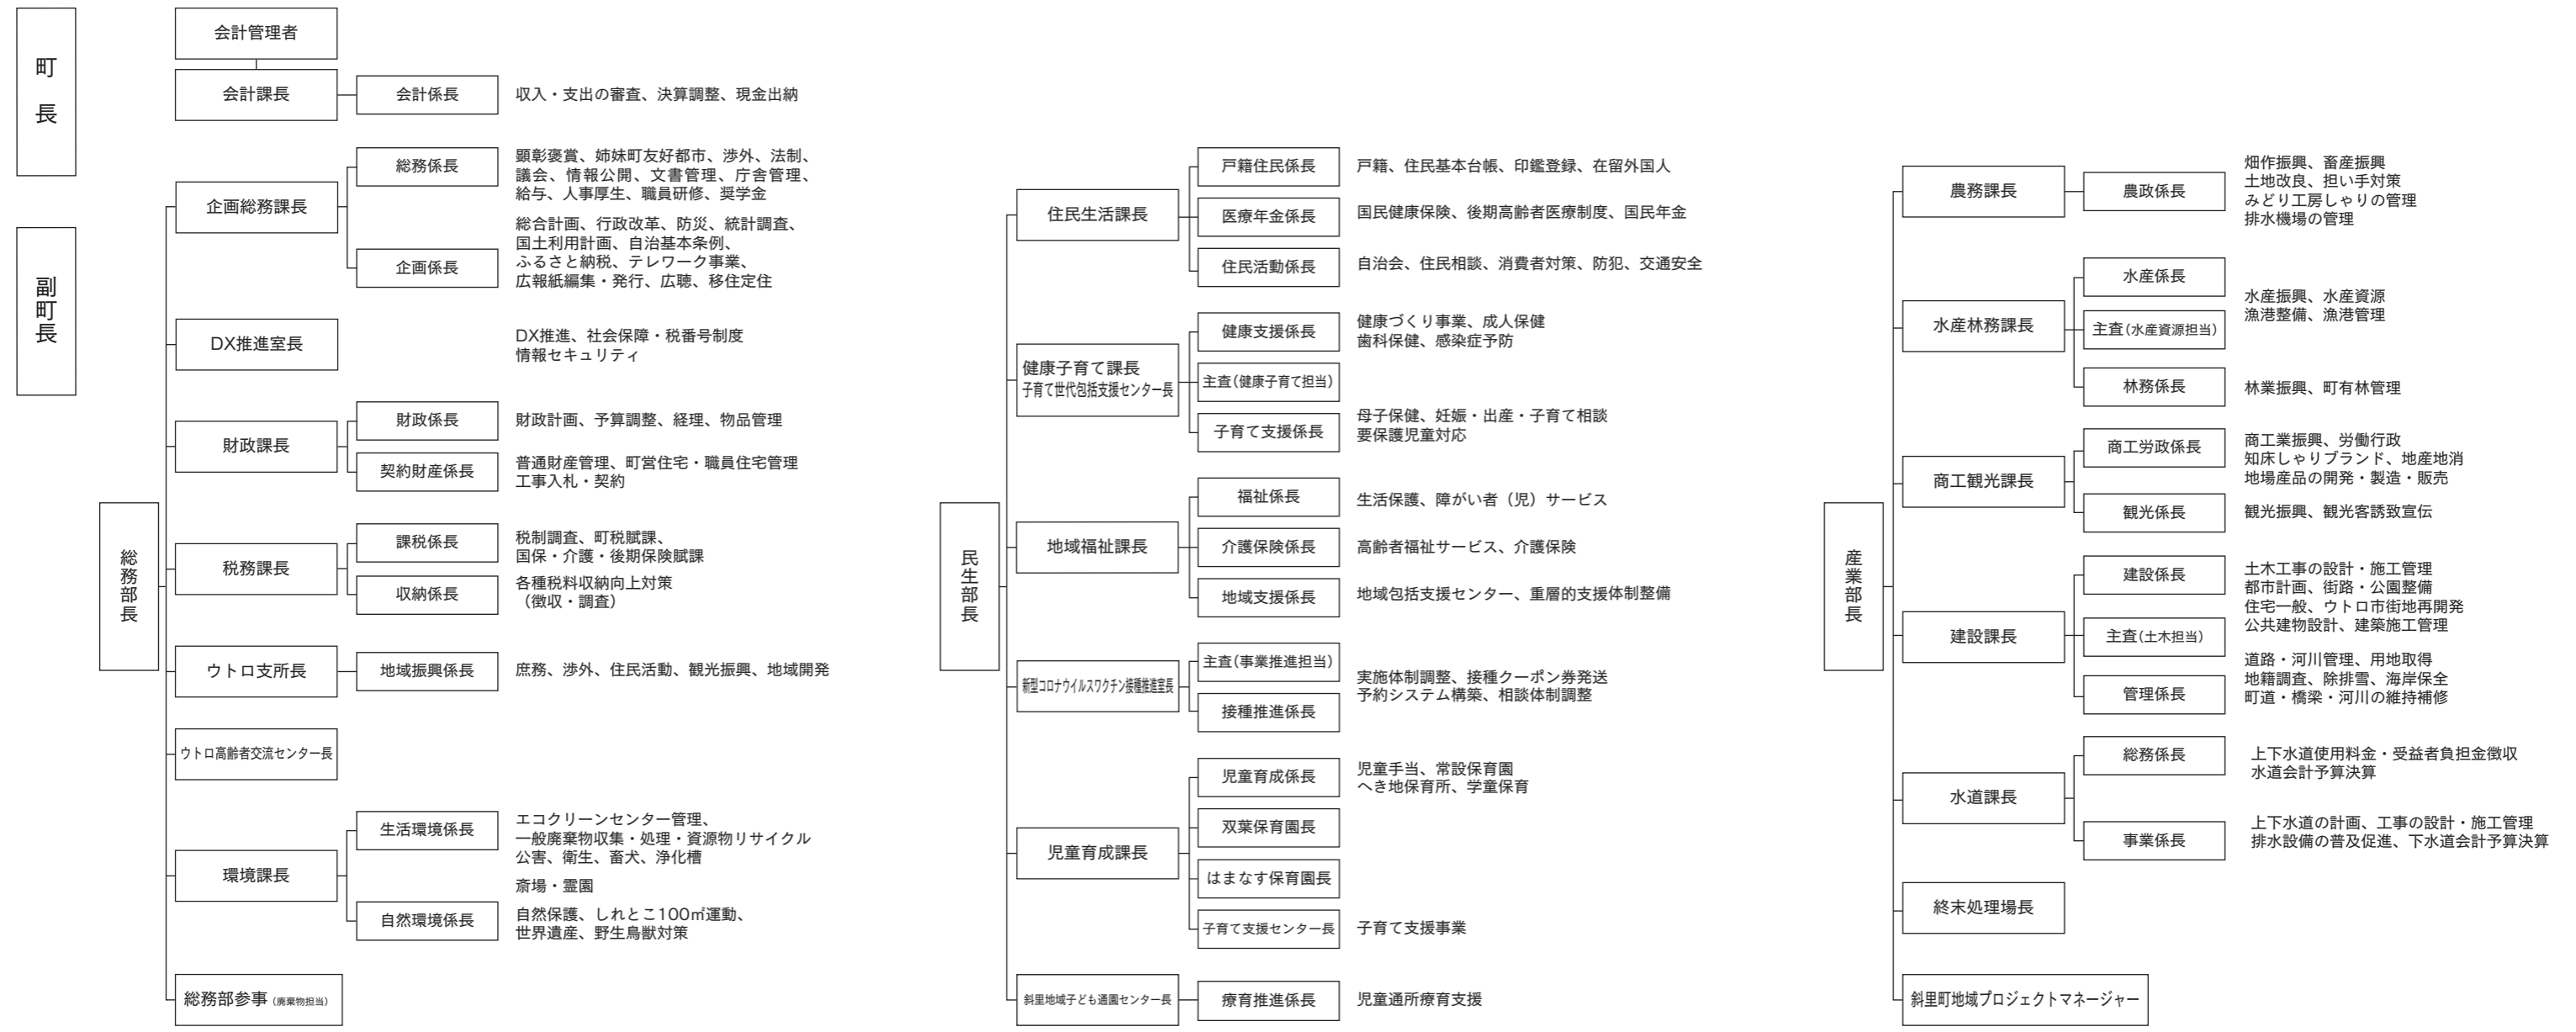 町長
副町長
会計管理者
会計課長
会計係長
収入・支出の審査、決算調整、現金出納
総務部長
企画総務課長
総務係長
顕彰褒賞、姉妹町友好都市、渉外、法制、
議会、情報公開、文書管理、庁舎管理、
給与、人事厚生、職員研修、奨学金
企画係長
総合計画、行政改革、防災、統計調査、
国土利用計画、自治基本条例、
ふるさと納税、テレワーク事業、
広報紙編集・発行、広聴、移住定住
DX推進室長
DX推進、社会保障・税番号制度
情報セキュリティ
財政課長
財政係長
財政計画、予算調整、経理、物品管理
契約財産係長
普通財産管理、町営住宅・職員住宅管理
工事入札・契約
税務課長
課税係長
税制調査、町税賦課、
国保・介護・後期保険賦課
収納係長
各種税料収納向上対策
（徴収・調査）
ウトロ支所長
地域振興係長
庶務、渉外、住民活動、観光振興、地域開発
ウトロ高齢者交流センター長
環境課長
生活環境係長
エコクリーンセンター管理、
一般廃棄物収集・処理・資源物リサイクル
公害、衛生、畜犬、浄化槽
斎場・霊園
自然環境係長
自然保護、しれとこ100㎡運動、
世界遺産、野生鳥獣対策
総務部参事（廃棄物担当）
民生部長
住民生活課長
戸籍住民係長
戸籍、住民基本台帳、印鑑登録、在留外国人
医療年金係長
国民健康保険、後期高齢者医療制度、国民年金
住民活動係長
自治会、住民相談、消費者対策、防犯、交通安全
健康子育て課長
子育て世代包括支援センター長
健康支援係長
健康づくり事業、成人保健
歯科保健、感染症予防
主査（健康子育て担当）
子育て支援係長
母子保健、妊娠・出産・子育て相談
要保護児童対応
地域福祉課長
福祉係長
生活保護、障がい者（児）サービス
介護保険係長
高齢者福祉サービス、介護保険
地域支援係長
地域包括支援センター、重層的支援体制整備
新型コロナウイルスワクチン接種推進室長
主査（事業推進担当）
実施体制調整、接種クーポン券発送
予約システム構築、相談体制調整
接種推進係長
児童育成課長
児童育成係長
児童手当、常設保育園
へき地保育所、学童保育
双葉保育園長
はまなす保育園長
子育て支援センター長
子育て支援事業
斜里地域子ども通園センター長
療育推進係長
児童通所療育支援
産業部長
農務課長
農政係長
畑作振興、畜産振興
土地改良、担い手対策
みどり工房しゃりの管理
排水機場の管理
水産林務課長
水産係長
水産振興、水産資源
漁港整備、漁港管理
主査（水産資源担当）
林務係長
林業振興、町有林管理
商工観光課長
商工労政係長
商工業振興、労働行政
知床しゃりブランド、地産地消
地場産品の開発・製造・販売
観光係長
観光振興、観光客誘致宣伝
建設課長
建設係長
土木工事の設計・施工管理
都市計画、街路・公園整備
住宅一般、ウトロ市街地再開発
公共建物設計、建築施工管理
主査（土木担当）
管理係長
道路・河川管理、用地取得
地籍調査、除排雪、海岸保全
町道・橋梁・河川の維持補修
水道課長
総務係長
上下水道使用料金・受益者負担金徴収
水道会計予算決算
事業係長
上下水道の計画、工事の設計・施工管理
排水設備の普及促進、下水道会計予算決算
終末処理場長
斜里町地域プロジェクトマネージャー